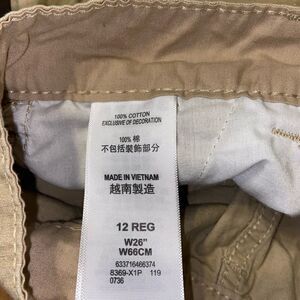 100% COTTON
EXCLUSIVE OF DECORATION
100% 棉
不包括裝飾部分
MADE IN VIETNAM
越南製造
12 REG
W26"
W66CM
633716466374
8369-X1P 119
0736